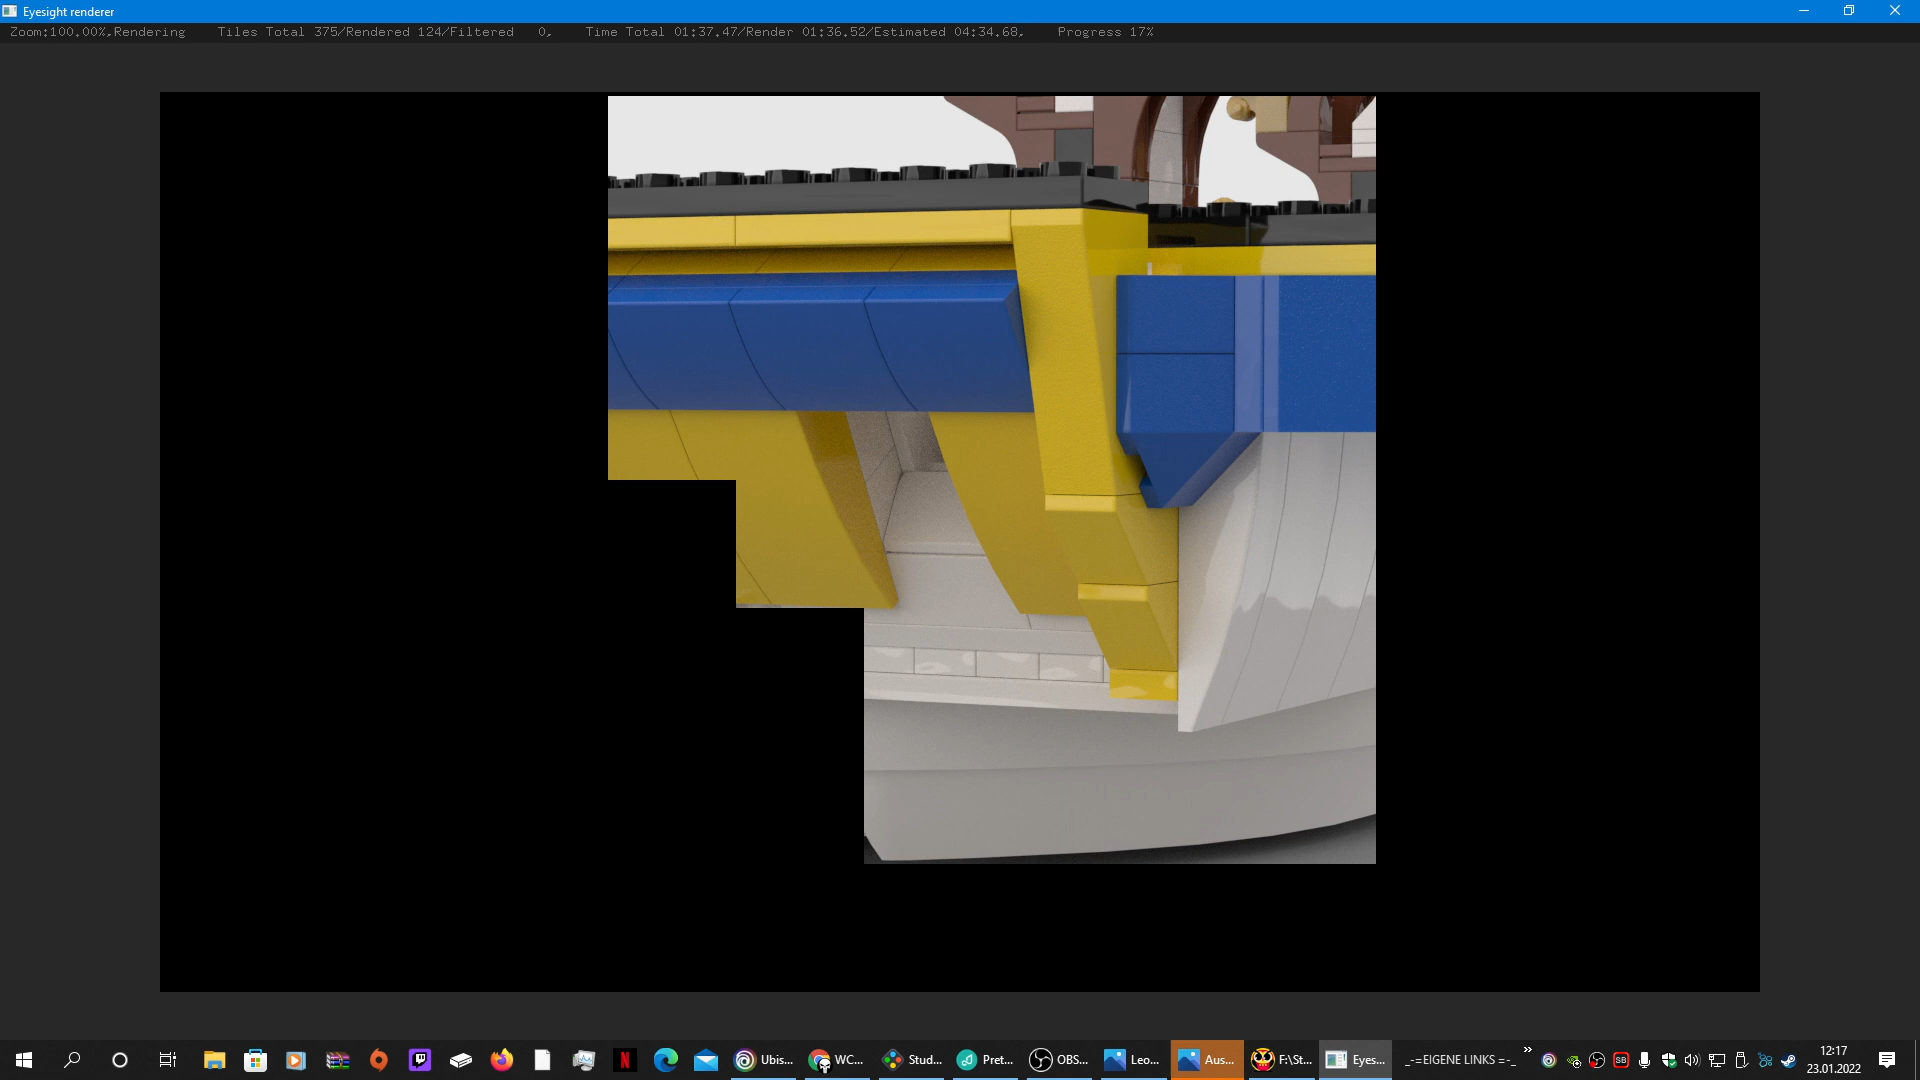 Eyesight renderer
Zoom:100.00%,Rendering Tiles Total 375/Rendered 124/Filtered 0, Time Total 01:37.47/Render 01:36.52/Estimated 04:34.68, Progress 17%
Ubis... WC... Stud... Pret... OBS... Leo... Aus... F:\St... Eyes... _-=EIGENE LINKS =-_ » SB 12:17
23.01.2022